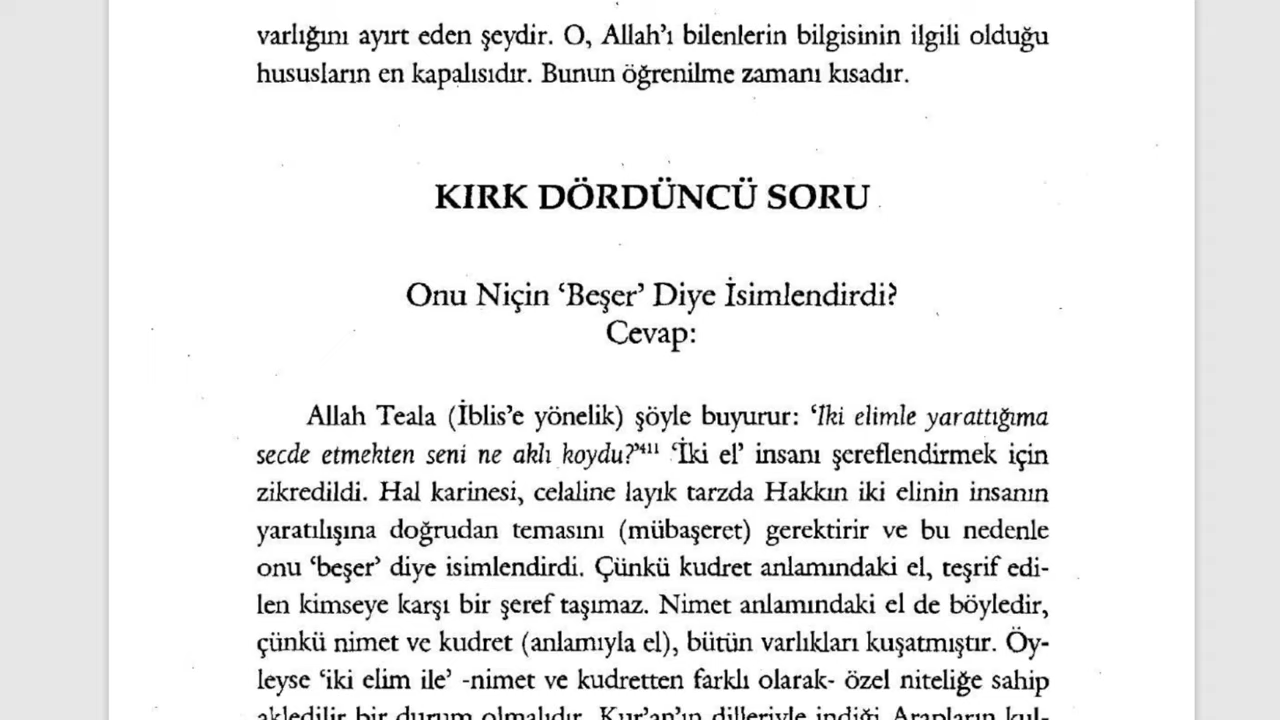 varlığını ayırt eden şeydir. O, Allah'ı bilenlerin bilgisinin ilgili olduğu
hususların en kapalısıdır. Bunun öğrenilme zamanı kısadır.
KIRK DÖRDÜNCÜ SORU
Onu Niçin 'Beşer' Diye İsimlendirdi?
Cevap:
Allah Teala (İblis'e yönelik) şöyle buyurur: 'İki elimle yarattığıma
secde etmekten seni ne aklı koydu?'411 'İki el' insanı şereflendirmek için
zikredildi. Hal karinesi, celaline layık tarzda Hakkın iki elinin insanın
yaratılışına doğrudan temasını (mübaşeret) gerektirir ve bu nedenle
onu 'beşer' diye isimlendirdi. Çünkü kudret anlamındaki el, teşrif edi-
len kimseye karşı bir şeref taşımaz. Nimet anlamındaki el de böyledir,
çünkü nimet ve kudret (anlamıyla el), bütün varlıkları kuşatmıştır. Öy-
leyse 'iki elim ile' -nimet ve kudretten farklı olarak- özel niteliğe sahip
akledilir bir durum olmalıdır. Kur'an'ın dilleriyle indiği Arapların kul-